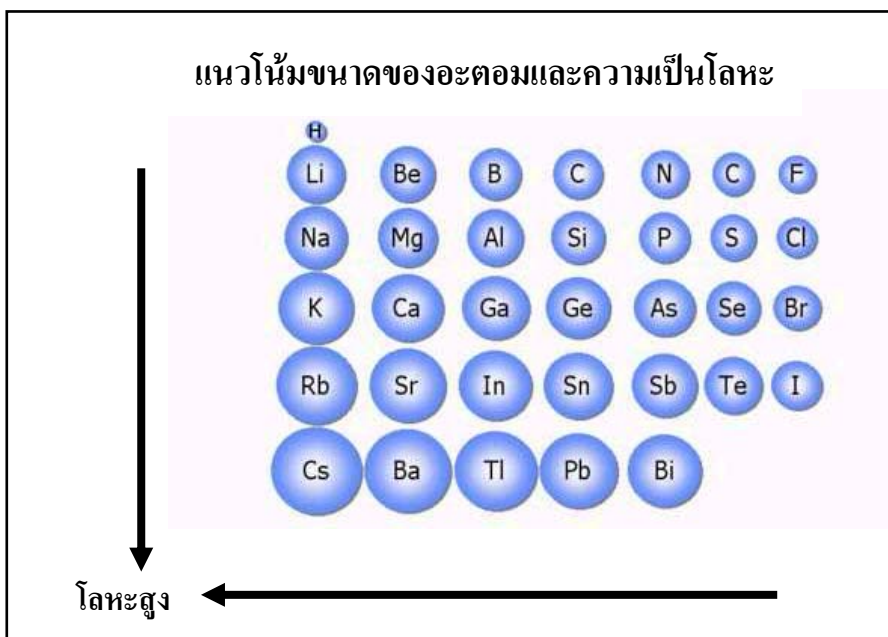 แนวโน้มขนาดของอะตอมและความเป็นโลหะ
H
Li Be B C N C F
Na Mg Al Si P S Cl
K Ca Ga Ge As Se Br
Rb Sr In Sn Sb Te I
Cs Ba Tl Pb Bi
โลหะสูง